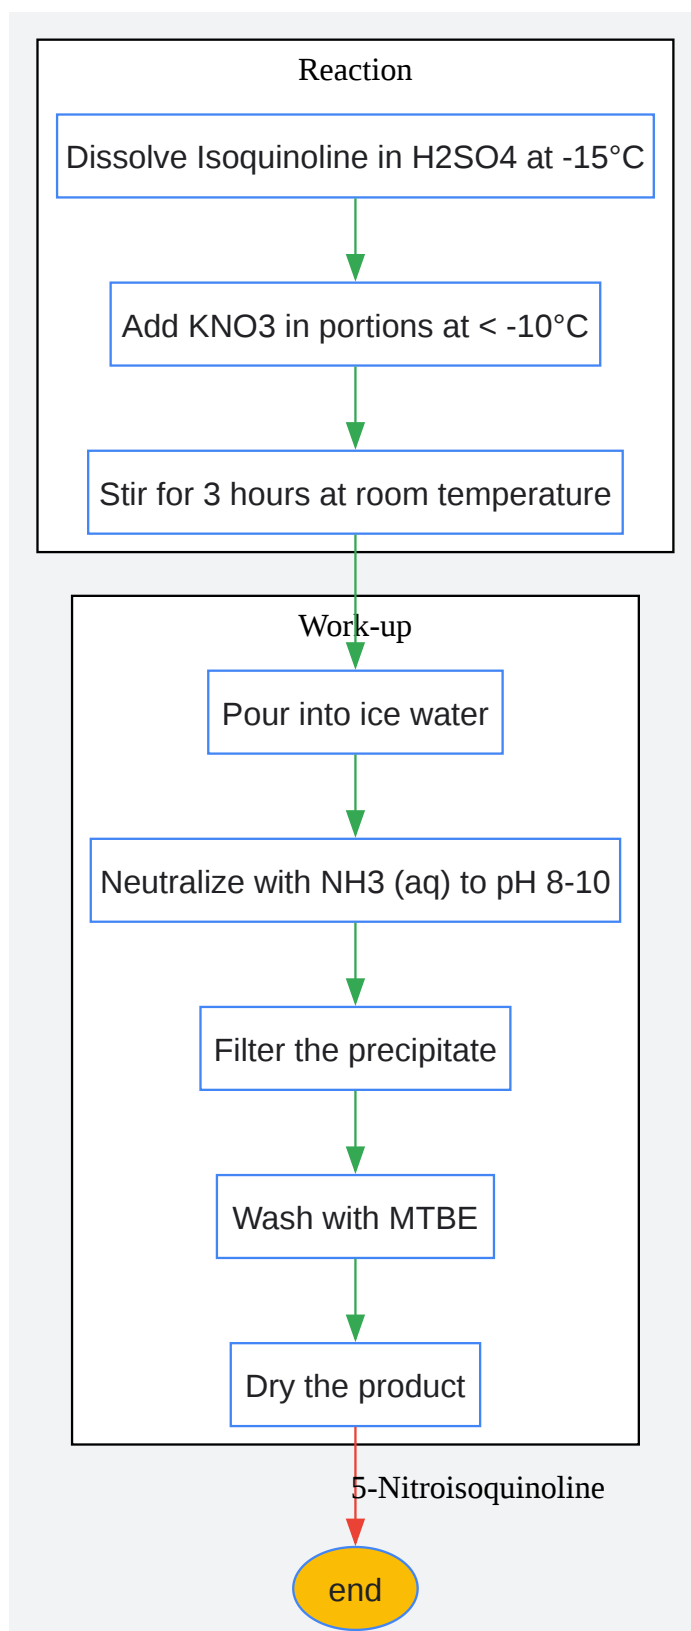 Reaction
Dissolve Isoquinoline in H2SO4 at -15°C
Add KNO3 in portions at < -10°C
Stir for 3 hours at room temperature
Work-up
Pour into ice water
Neutralize with NH3 (aq) to pH 8-10
Filter the precipitate
Wash with MTBE
Dry the product
5-Nitroisoquinoline
end